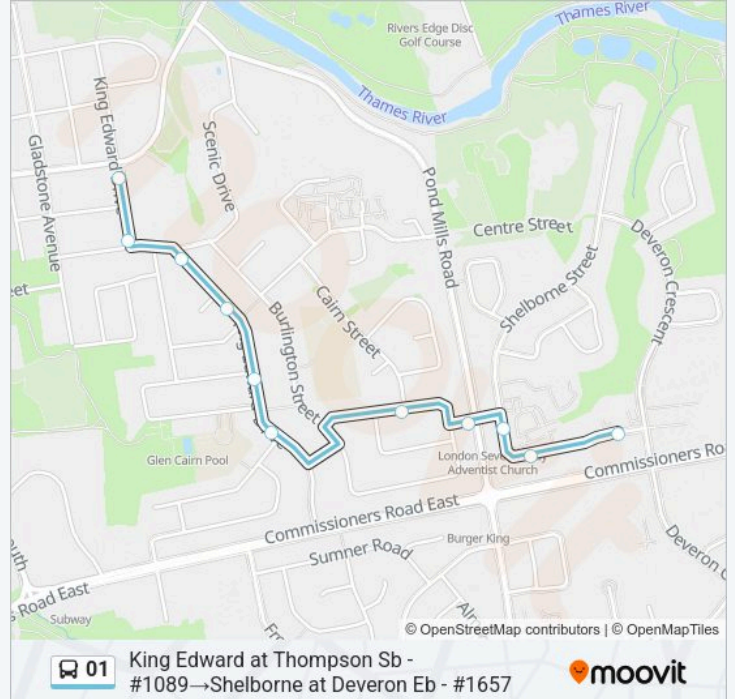 Rivers Edge Disc
Golf Course
Thames River
Thames River
King Edward
Gladstone Avenue
Scenic Drive
Pond Mills Road
Centre Street
Deveron Crescent
Shelborne Street
Cairn Street
Burlington Street
Glen Cairn Pool
London Seve
Adventist Church
Commissioners Ro
Commissioners Road East
Burger King
Sumner Road
Deveron
Road East
Subway
© OpenStreetMap contributors | © OpenMapTiles
01
King Edward at Thompson Sb -
#1089→Shelborne at Deveron Eb - #1657
moovit